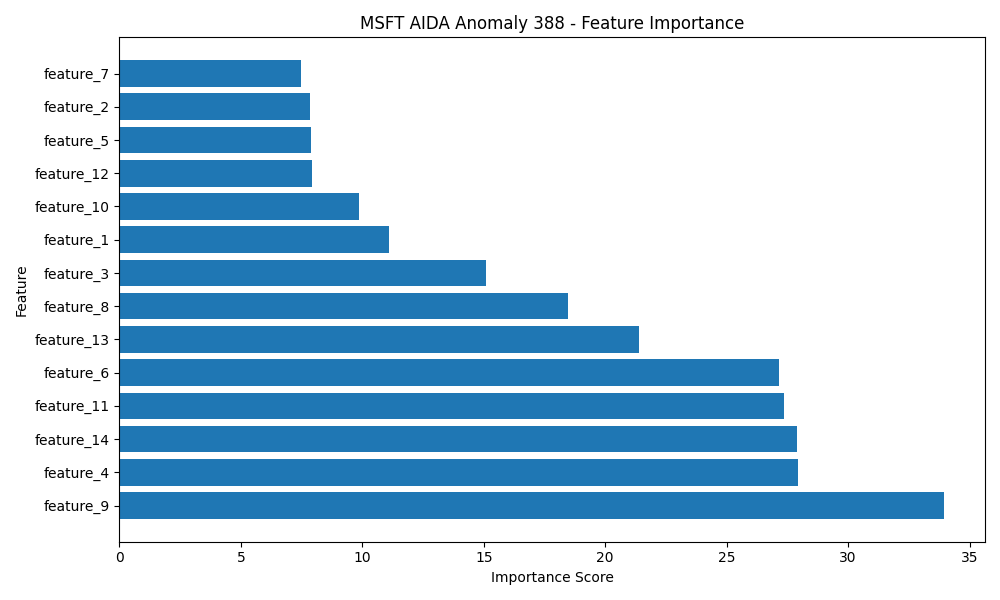 MSFT AIDA Anomaly 388 - Feature Importance
Feature
feature_7
feature_2
feature_5
feature_12
feature_10
feature_1
feature_3
feature_8
feature_13
feature_6
feature_11
feature_14
feature_4
feature_9
0 5 10 15 20 25 30 35
Importance Score